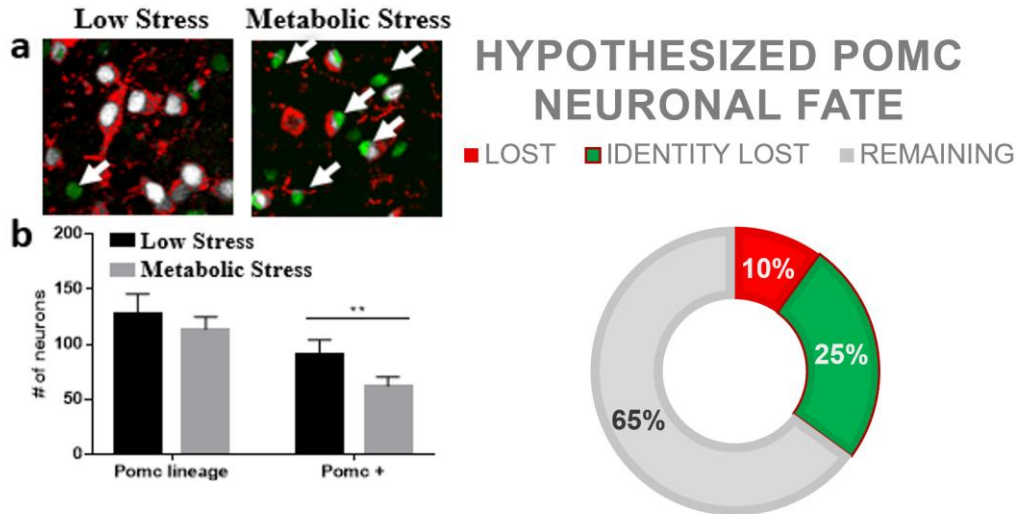 Low Stress
Metabolic Stress
a
HYPOTHESIZED POMC
NEURONAL FATE
LOST
IDENTITY LOST
REMAINING
10%
25%
65%
b
200
150
100
50
0
# of neurons
Low Stress
Metabolic Stress
**
Pomc lineage
Pomc +